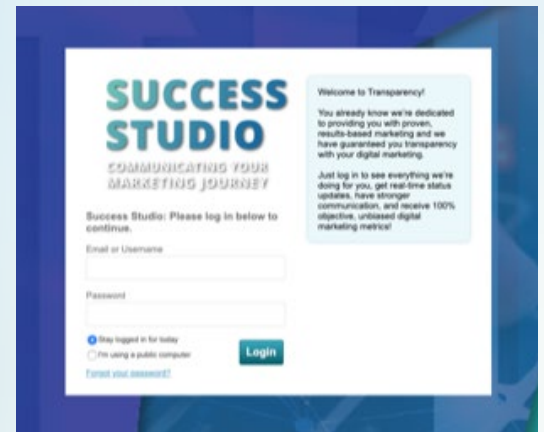 SUCCESS
STUDIO
COMMUNICATING YOUR
MARKETING JOURNEY
Success Studio: Please log in below to
continue.
Email or Username
Password
Stay logged in for today
I'm using a public computer
Login
Forgot your password?
Welcome to Transparency!
You already know we're dedicated
to providing you with proven,
results-based marketing and we
have guaranteed you transparency
with your digital marketing.
Just log in to see everything we're
doing for you, get real-time status
updates, have stronger
communication, and receive 100%
objective, unbiased digital
marketing metrics!